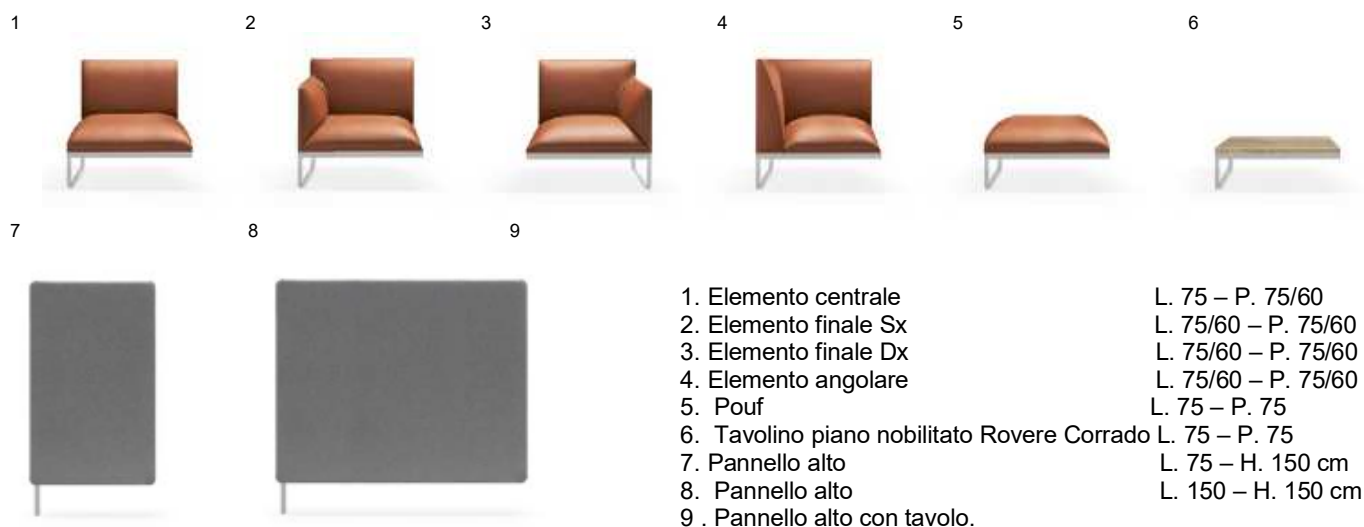 1 2 3 4 5 6
7 8 9
1. Elemento centrale L. 75 – P. 75/60
2. Elemento finale Sx L. 75/60 – P. 75/60
3. Elemento finale Dx L. 75/60 – P. 75/60
4. Elemento angolare L. 75/60 – P. 75/60
5. Pouf L. 75 – P. 75
6. Tavolino piano nobilitato Rovere Corrado L. 75 – P. 75
7. Pannello alto L. 75 – H. 150 cm
8. Pannello alto L. 150 – H. 150 cm
9 . Pannello alto con tavolo.